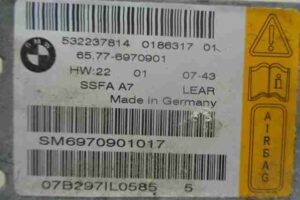 BMW
532237814 0186317 01
65.77-6970901
HW:22 01 07-43
SSFA A7 LEAR
Made in Germany
SM6970901017
07B297IL0585 5
AIRBAG